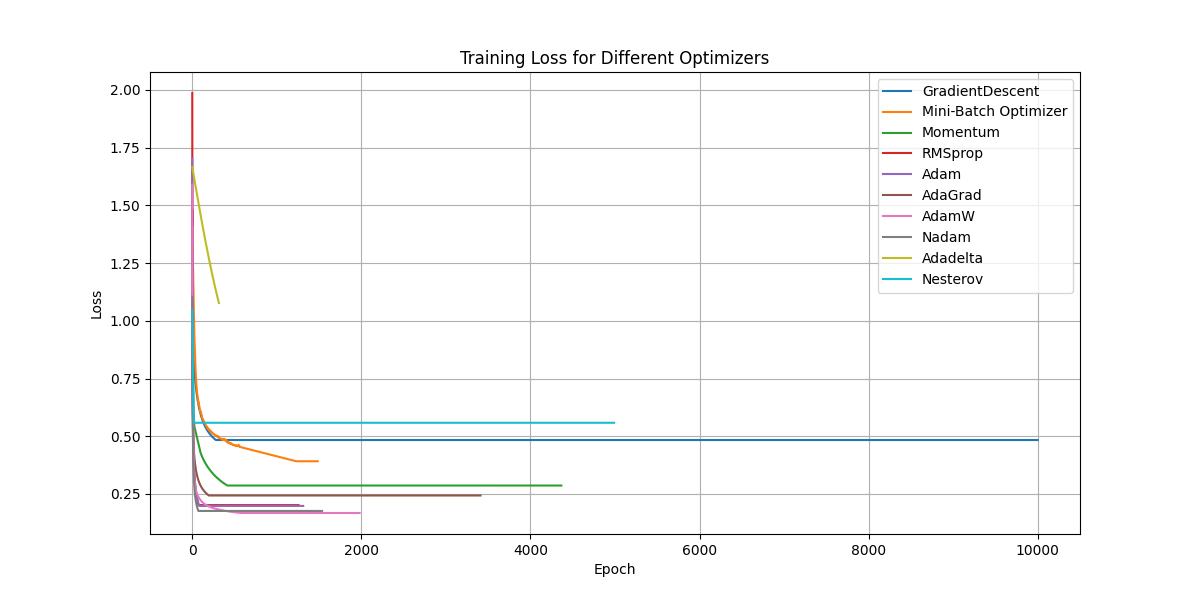 Training Loss for Different Optimizers
2.00
1.75
1.50
1.25
1.00
0.75
0.50
0.25
Loss
GradientDescent
Mini-Batch Optimizer
Momentum
RMSprop
Adam
AdaGrad
AdamW
Nadam
Adadelta
Nesterov
0 2000 4000 6000 8000 10000
Epoch